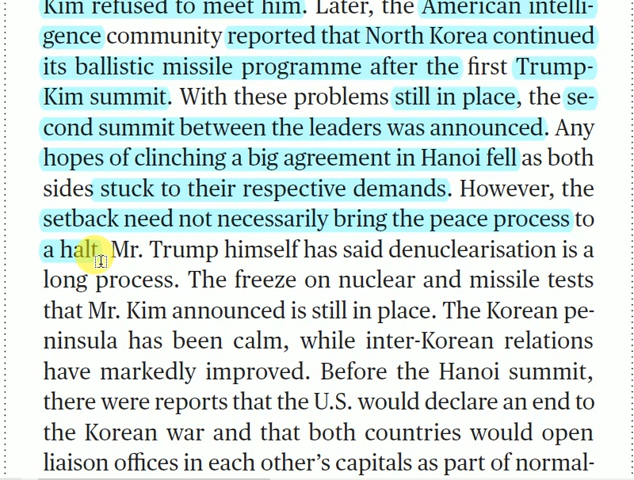 Kim refused to meet him. Later, the American intelli-
gence community reported that North Korea continued
its ballistic missile programme after the first Trump-
Kim summit. With these problems still in place, the se-
cond summit between the leaders was announced. Any
hopes of clinching a big agreement in Hanoi fell as both
sides stuck to their respective demands. However, the
setback need not necessarily bring the peace process to
a halt. Mr. Trump himself has said denuclearisation is a
long process. The freeze on nuclear and missile tests
that Mr. Kim announced is still in place. The Korean pe-
ninsula has been calm, while inter-Korean relations
have markedly improved. Before the Hanoi summit,
there were reports that the U.S. would declare an end to
the Korean war and that both countries would open
liaison offices in each other’s capitals as part of normal-